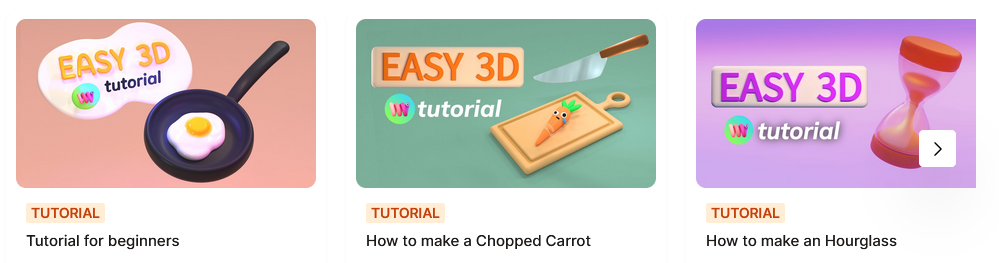 EASY 3D
tutorial
TUTORIAL
Tutorial for beginners
EASY 3D
tutorial
TUTORIAL
How to make a Chopped Carrot
EASY 3D
tutorial
TUTORIAL
How to make an Hourglass